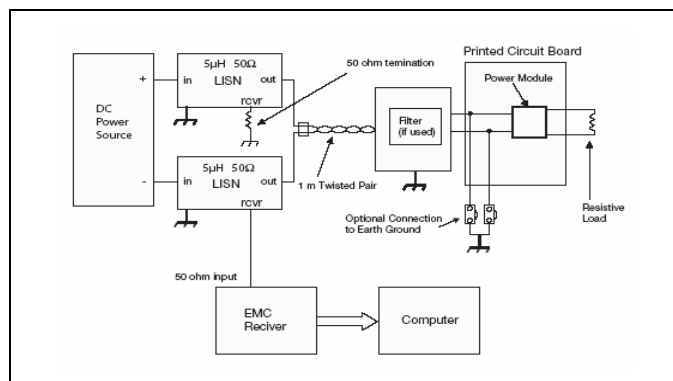 Printed Circuit Board
5µH 50Ω
50 ohm temination
Power Module
+
in
out
LISN
rcvr
DC
Power
Source
Filter
(if used)
5µH 50Ω
-
in
out
LISN
rcvr
1 m Twisted Pair
Optional Connection
to Earth Ground
Resistive
Load
50 ohm input
EMC
Reciver
Computer